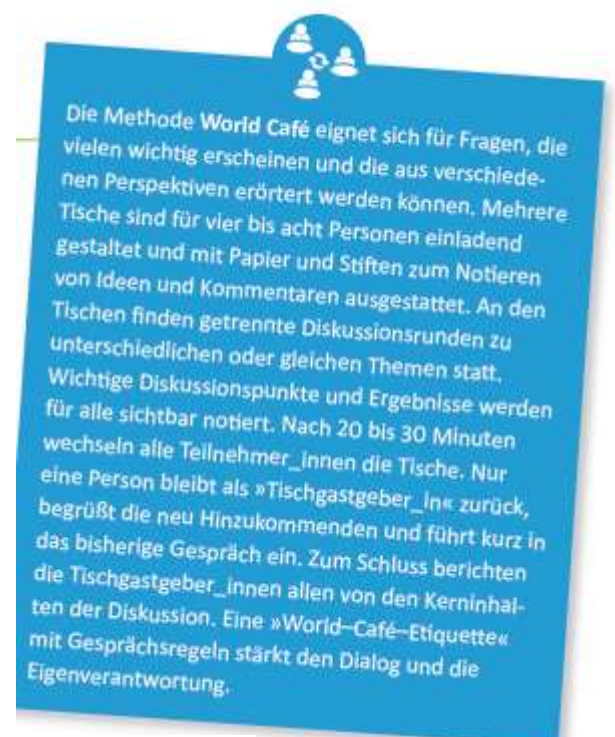 Die Methode World Café eignet sich für Fragen, die
vielen wichtig erscheinen und die aus verschiede-
nen Perspektiven erörtert werden können. Mehrere
Tische sind für vier bis acht Personen einladend
gestaltet und mit Papier und Stiften zum Notieren
von Ideen und Kommentaren ausgestattet. An den
Tischen finden getrennte Diskussionsrunden zu
unterschiedlichen oder gleichen Themen statt.
Wichtige Diskussionspunkte und Ergebnisse werden
für alle sichtbar notiert. Nach 20 bis 30 Minuten
wechseln alle Teilnehmer_innen die Tische. Nur
eine Person bleibt als »Tischgastgeber_in« zurück,
begrüßt die neu Hinzukommenden und führt kurz in
das bisherige Gespräch ein. Zum Schluss berichten
die Tischgastgeber_innen allen von den Kerninhal-
ten der Diskussion. Eine »World–Café–Etiquette«
mit Gesprächsregeln stärkt den Dialog und die
Eigenverantwortung.